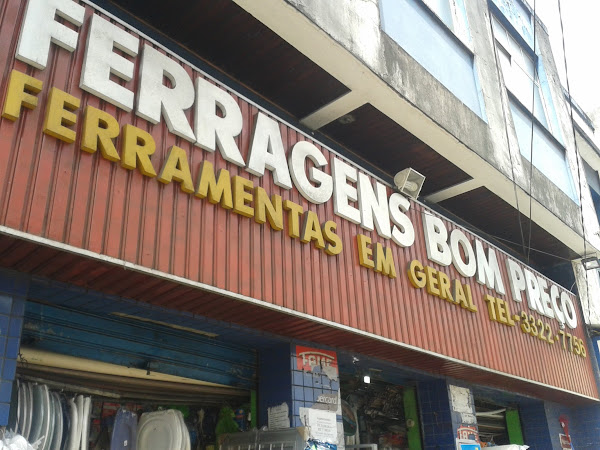 FERRAGENS BOM PREÇO
FERRAMENTAS EM GERAL TEL-3322-7756